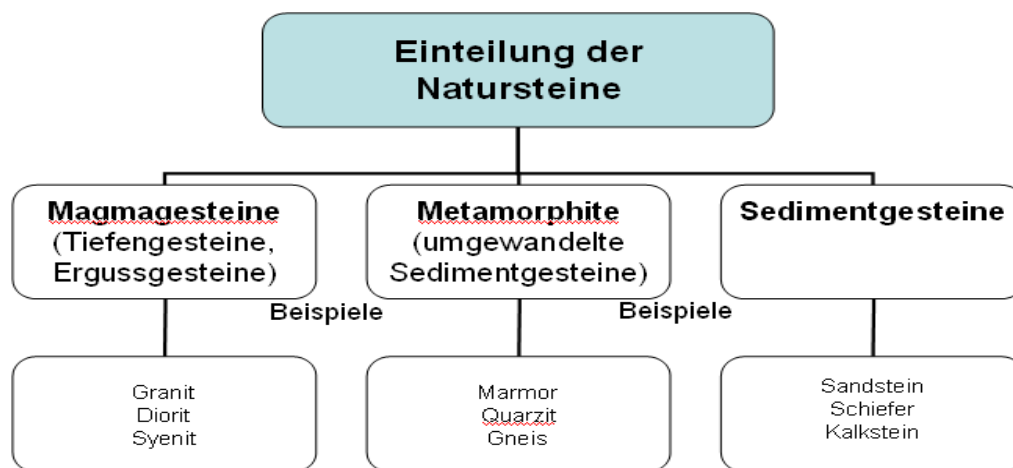 Einteilung der
Natursteine
Magmagesteine
(Tiefengesteine,
Ergussgesteine)
Metamorphite
(umgewandelte
Sedimentgesteine)
Sedimentgesteine
Beispiele
Beispiele
Granit
Diorit
Syenit
Marmor
Quarzit
Gneis
Sandstein
Schiefer
Kalkstein